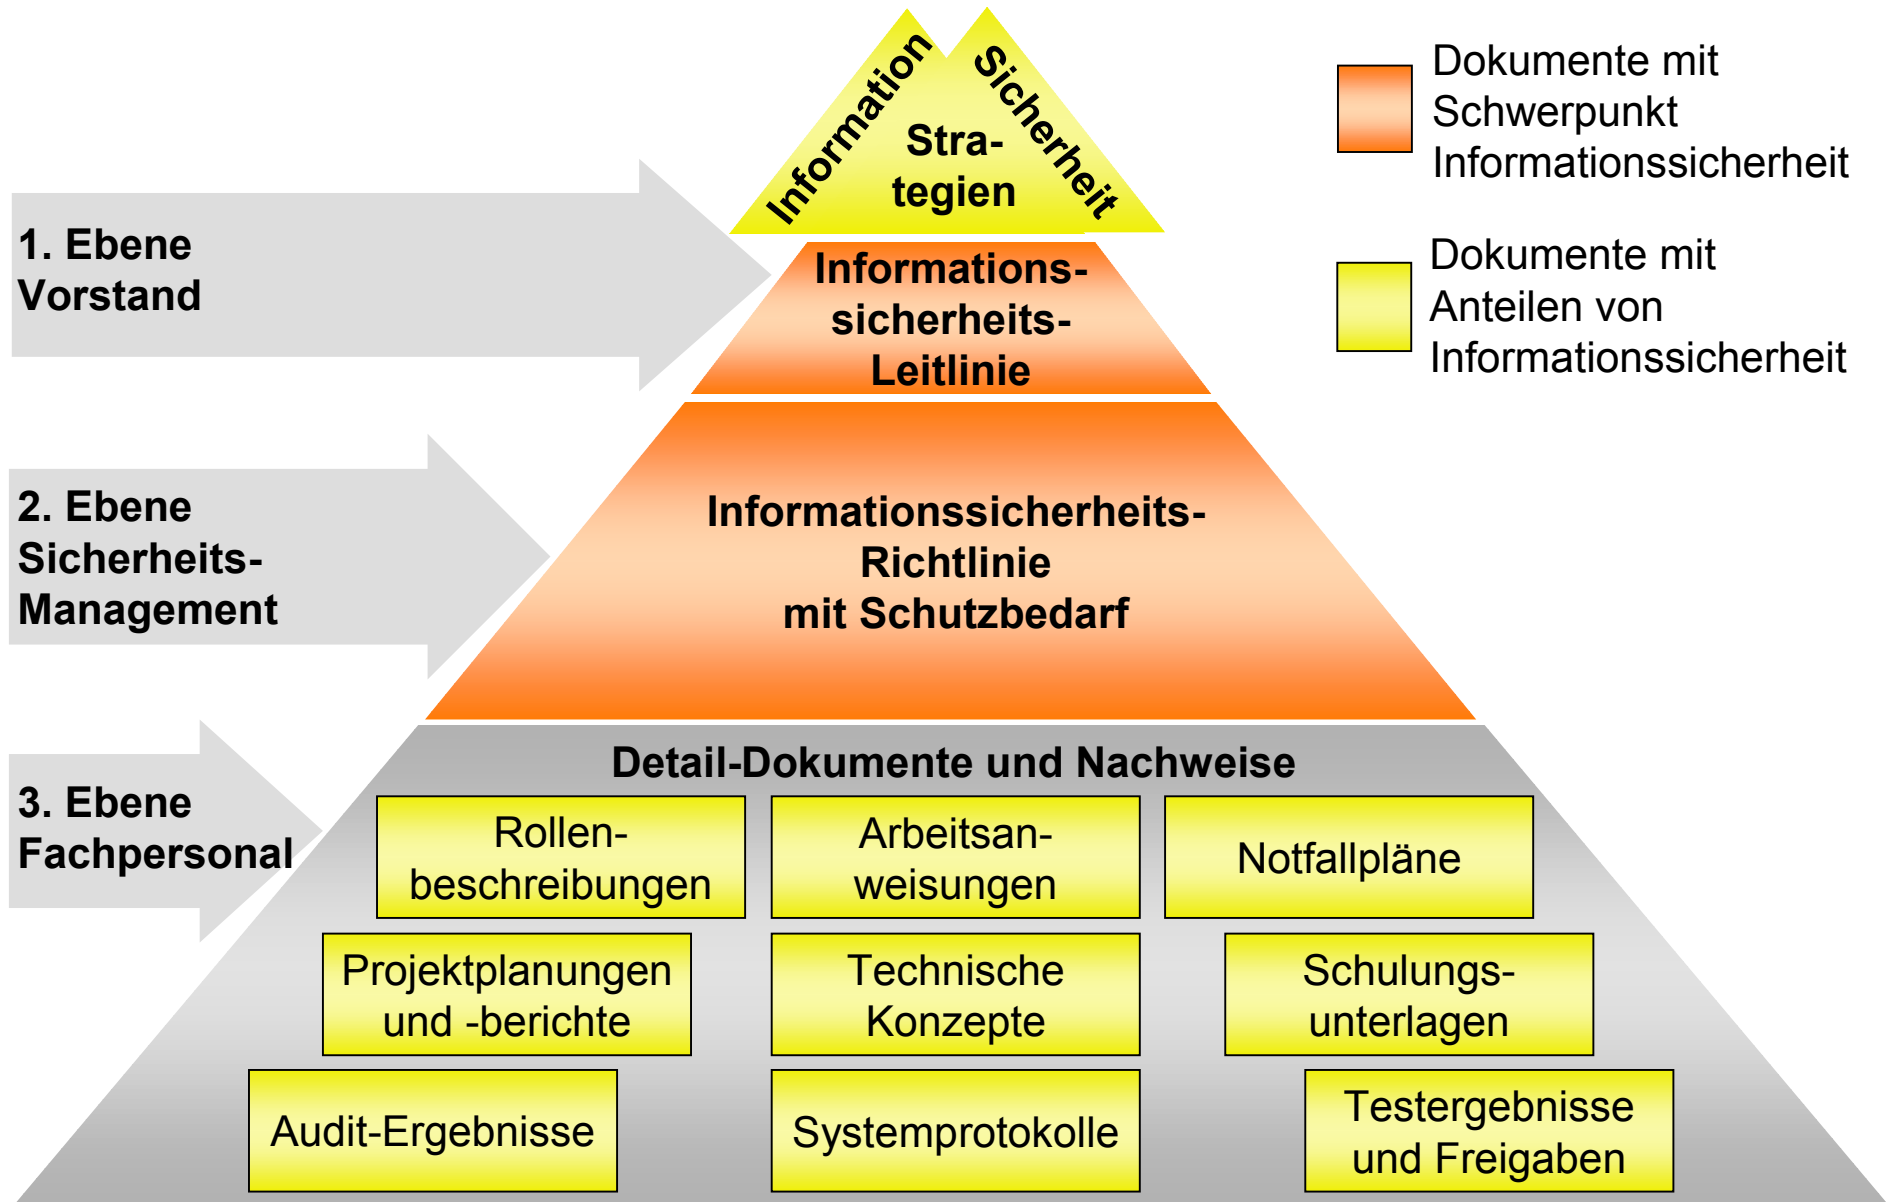 Information
Sicherheit
Stra-
tegien
Dokumente mit
Schwerpunkt
Informationssicherheit
Dokumente mit
Anteilen von
Informationssicherheit
1. Ebene
Vorstand
Informations-
sicherheits-
Leitlinie
2. Ebene
Sicherheits-
Management
Informationssicherheits-
Richtlinie
mit Schutzbedarf
3. Ebene
Fachpersonal
Detail-Dokumente und Nachweise
Rollen-
beschreibungen
Arbeitsan-
weisungen
Notfallpläne
Projektplanungen
und -berichte
Technische
Konzepte
Schulungs-
unterlagen
Audit-Ergebnisse
Systemprotokolle
Testergebnisse
und Freigaben